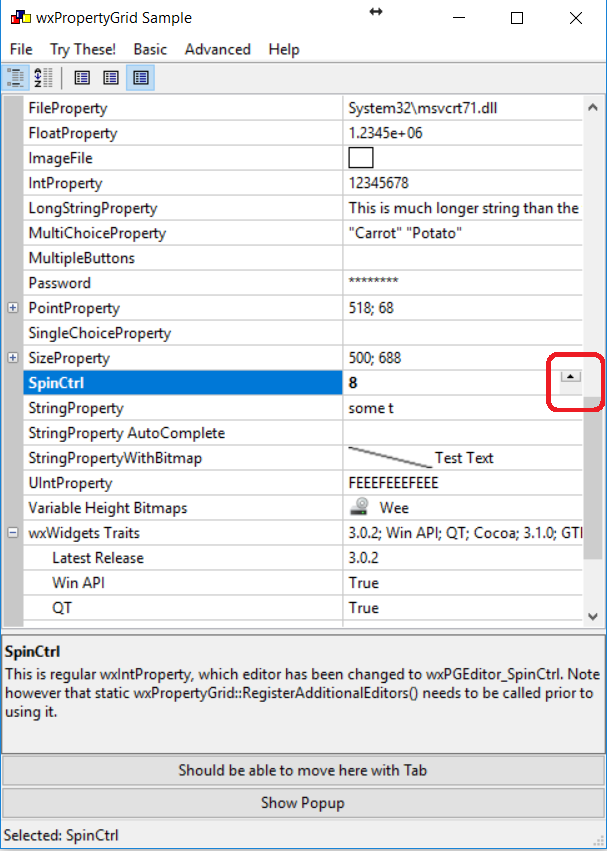 wxPropertyGrid Sample
File Try These! Basic Advanced Help
FileProperty System32\msvcrt71.dll
FloatProperty 1.2345e+06
ImageFile
IntProperty 12345678
LongStringProperty This is much longer string than the
MultiChoiceProperty "Carrot" "Potato"
MultipleButtons
Password ********
PointProperty 518; 68
SingleChoiceProperty
SizeProperty 500; 688
SpinCtrl 8
StringProperty some t
StringProperty AutoComplete
StringPropertyWithBitmap Test Text
UIntProperty FEEEFEEEFEEE
Variable Height Bitmaps Wee
wxWidgets Traits 3.0.2; Win API; QT; Cocoa; 3.1.0; GTI
Latest Release 3.0.2
Win API True
QT True
SpinCtrl
This is regular wxIntProperty, which editor has been changed to wxPGEditor_SpinCtrl. Note
however that static wxPropertyGrid::RegisterAdditionalEditors() needs to be called prior to
using it.
Should be able to move here with Tab
Show Popup
Selected: SpinCtrl